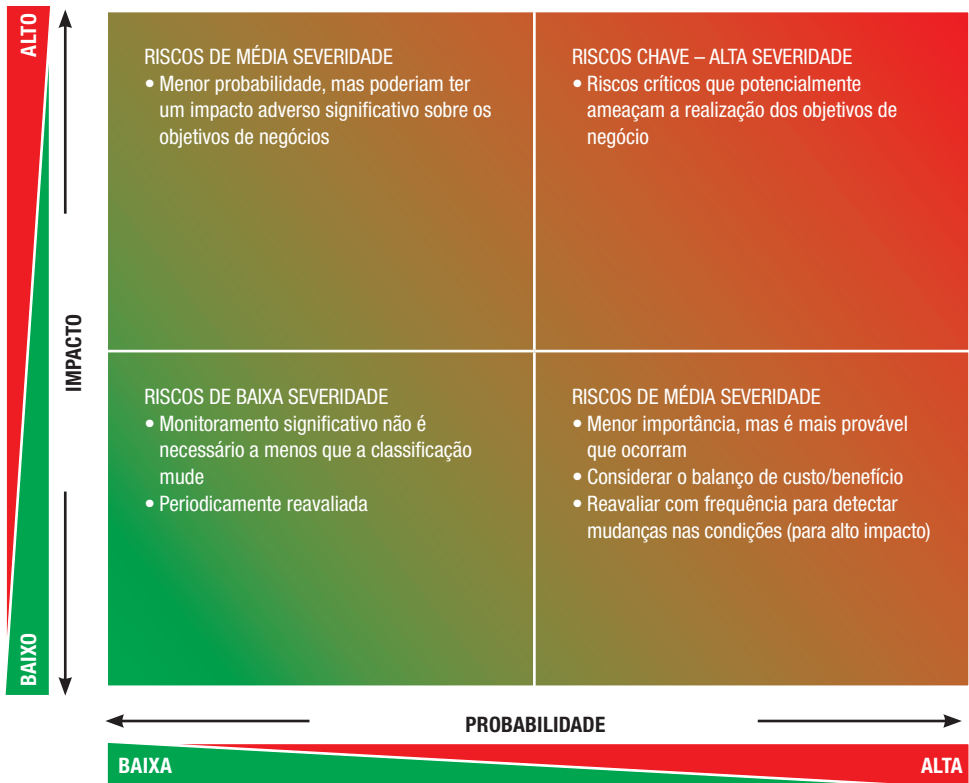 ALTO
IMPACTO
BAIXO
RISCOS DE MÉDIA SEVERIDADE
• Menor probabilidade, mas poderiam ter
um impacto adverso significativo sobre os
objetivos de negócios
RISCOS CHAVE – ALTA SEVERIDADE
• Riscos críticos que potencialmente
ameaçam a realização dos objetivos de
negócio
RISCOS DE BAIXA SEVERIDADE
• Monitoramento significativo não é
necessário a menos que a classificação
mude
• Periodicamente reavaliada
RISCOS DE MÉDIA SEVERIDADE
• Menor importância, mas é mais provável
que ocorram
• Considerar o balanço de custo/benefício
• Reavaliar com frequência para detectar
mudanças nas condições (para alto impacto)
PROBABILIDADE
BAIXA
ALTA